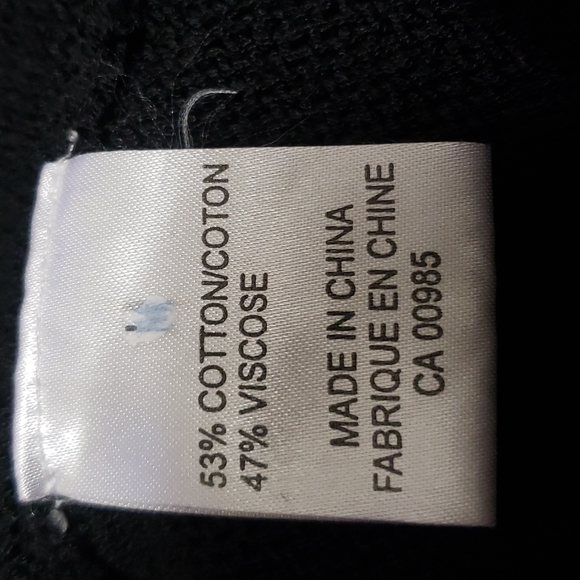 53% COTTON/COTON
47% VISCOSE
MADE IN CHINA
FABRIQUE EN CHINE
CA 00985